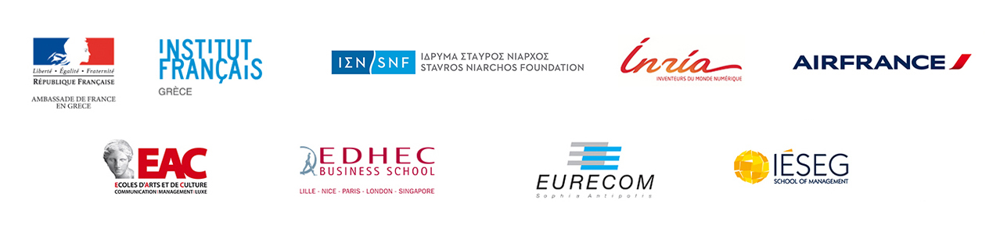 Liberté • Égalité • Fraternité
RÉPUBLIQUE FRANÇAISE
AMBASSADE DE FRANCE
EN GRECE
INSTITUT
FRANÇAIS
GRÈCE
ΙΣΝ/SNF
ΙΔΡΥΜΑ ΣΤΑΥΡΟΣ ΝΙΑΡΧΟΣ
STAVROS NIARCHOS FOUNDATION
Inría
INVENTEURS DU MONDE NUMÉRIQUE
AIRFRANCE
EAC
ECOLES D'ARTS ET DE CULTURE
COMMUNICATION|MANAGEMENT|LUXE
EDHEC
BUSINESS SCHOOL
LILLE - NICE - PARIS - LONDON - SINGAPORE
EURECOM
Sophia Antipolis
IÉSEG
SCHOOL OF MANAGEMENT